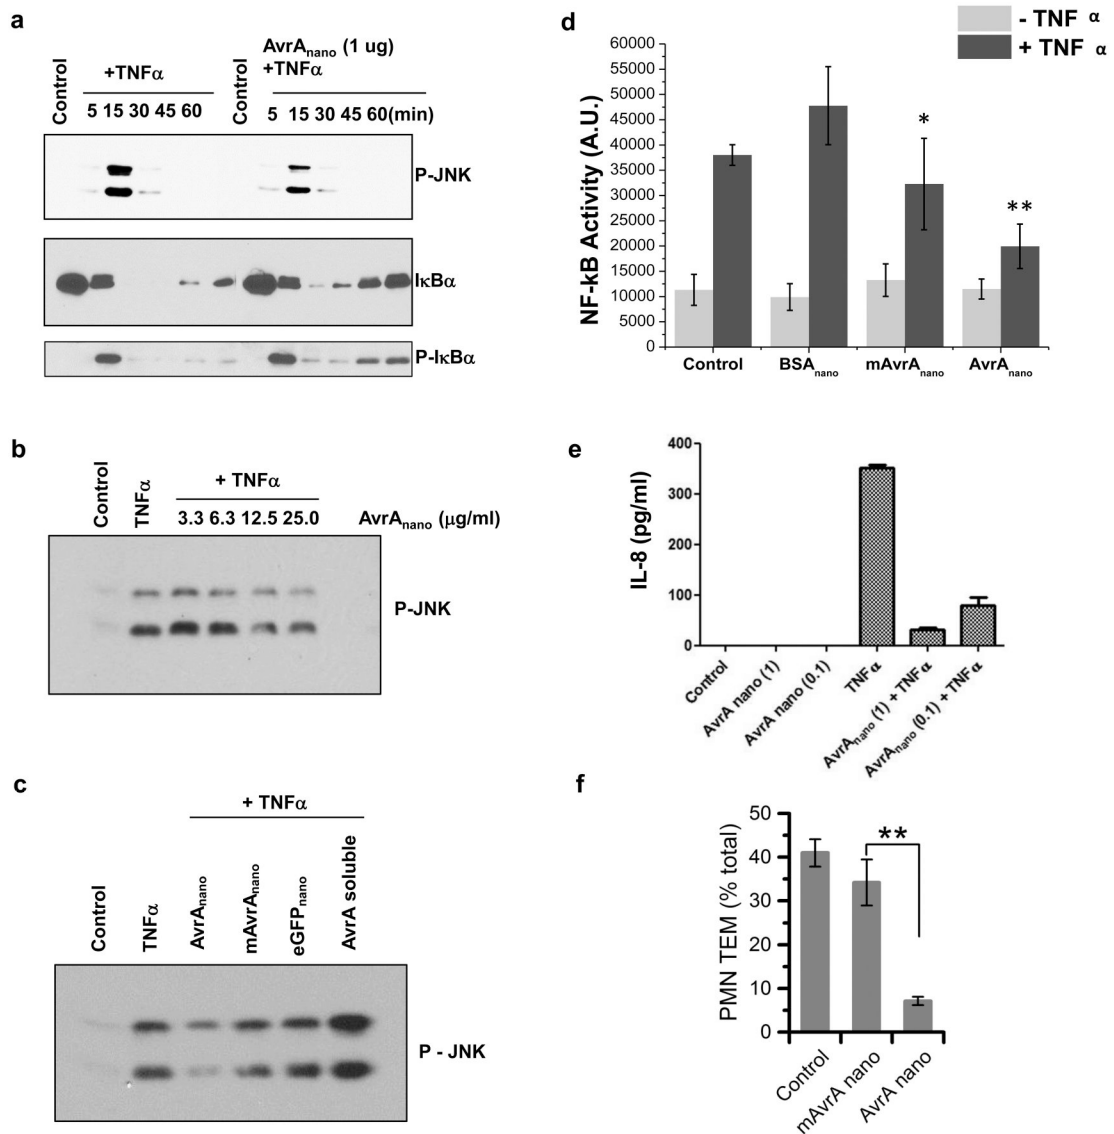 a
Control
+TNFα
5 15 30 45 60
Control
AvrAnano (1 ug)
+TNFα
5 15 30 45 60(min)
P-JNK
IκBα
P-IκBα
b
Control
TNFα
+ TNFα
3.3 6.3 12.5 25.0
AvrAnano (μg/ml)
P-JNK
c
+ TNFα
Control
TNFα
AvrAnano
mAvrAnano
eGFPnano
AvrA soluble
P - JNK
d
- TNF α
+ TNF α
NF-kB Activity (A.U.)
60000
55000
50000
45000
40000
35000
30000
25000
20000
15000
10000
5000
0
*
**
Control
BSAnano
mAvrAnano
AvrAnano
e
IL-8 (pg/ml)
400
300
200
100
0
Control
AvrA nano (1)
AvrA nano (0.1)
TNFα
AvrAnano (1) + TNFα
AvrAnano (0.1) + TNFα
f
PMN TEM (% total)
50
40
30
20
10
0
**
Control
mAvrA nano
AvrA nano